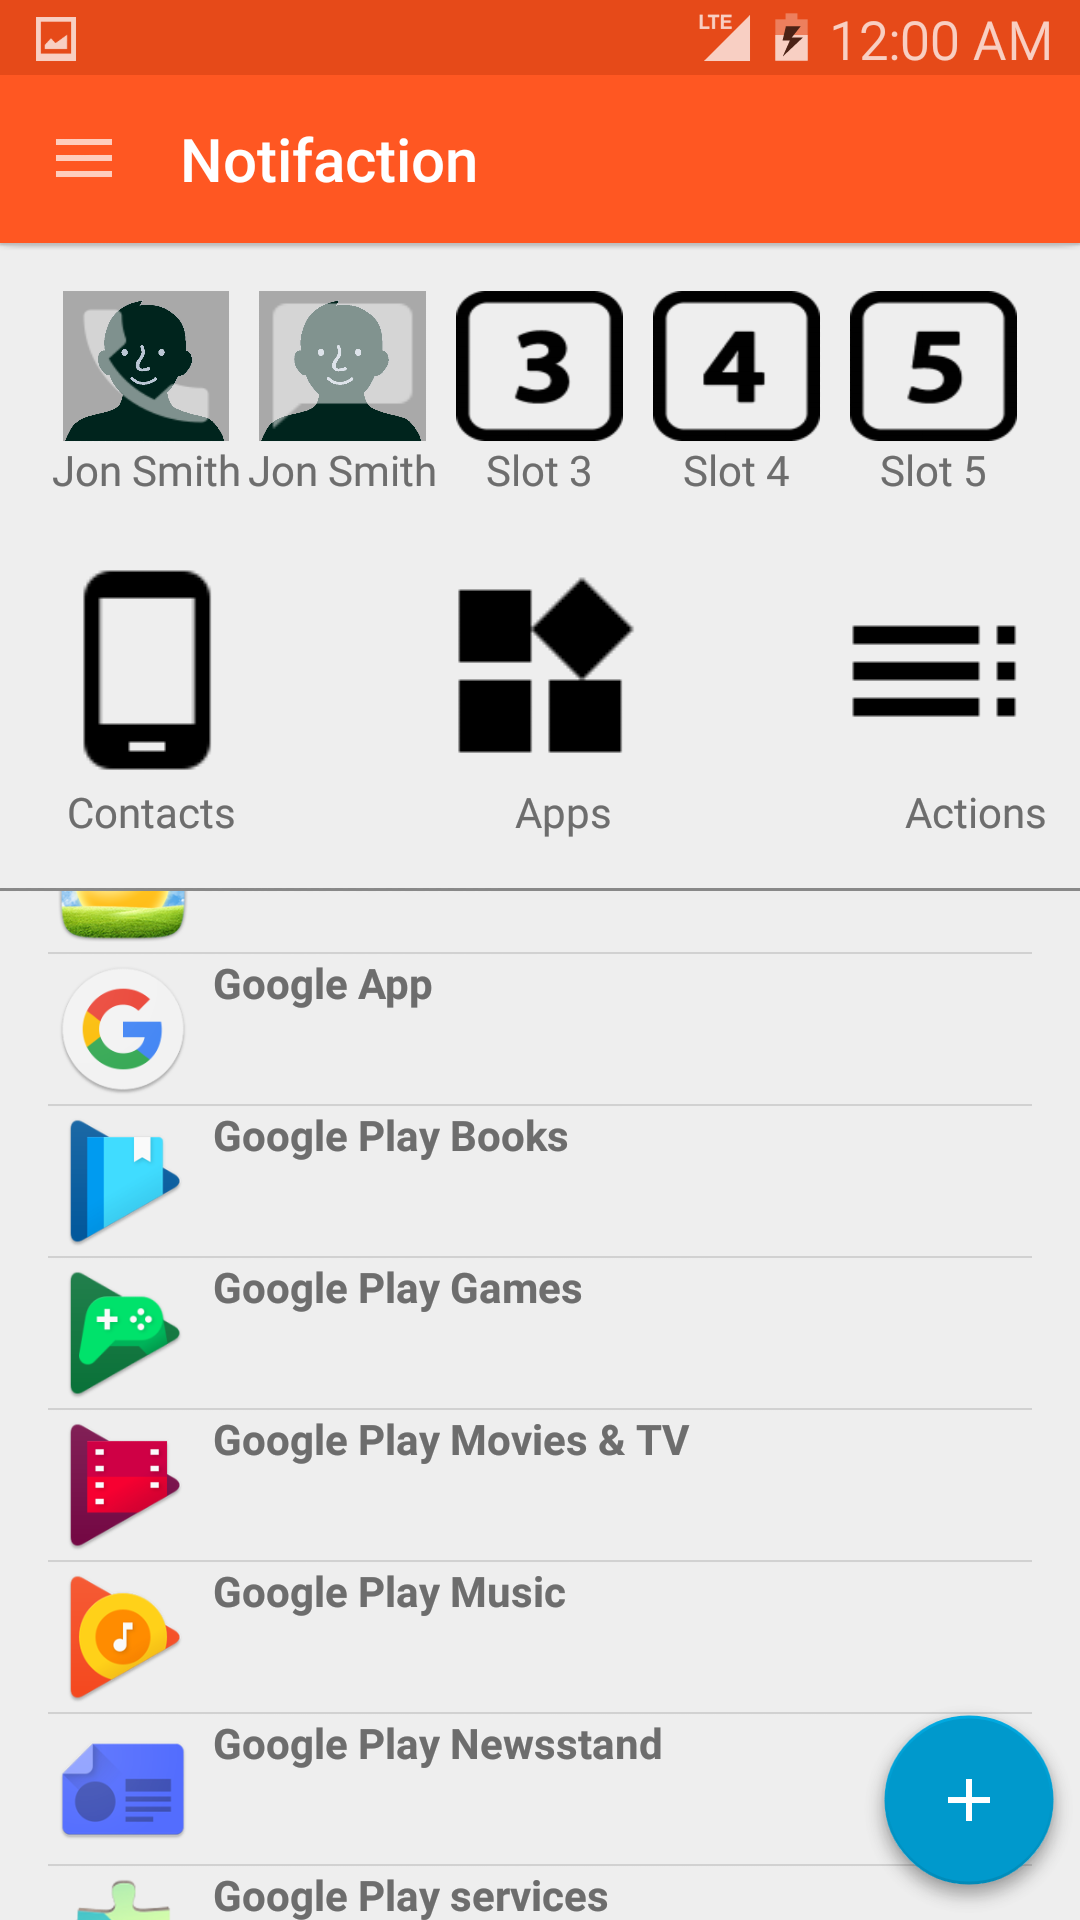 LTE 12:00 AM
Notifaction
3 4 5
Jon Smith Jon Smith Slot 3 Slot 4 Slot 5
Contacts Apps Actions
Google App
Google Play Books
Google Play Games
Google Play Movies & TV
Google Play Music
Google Play Newsstand
Google Play services